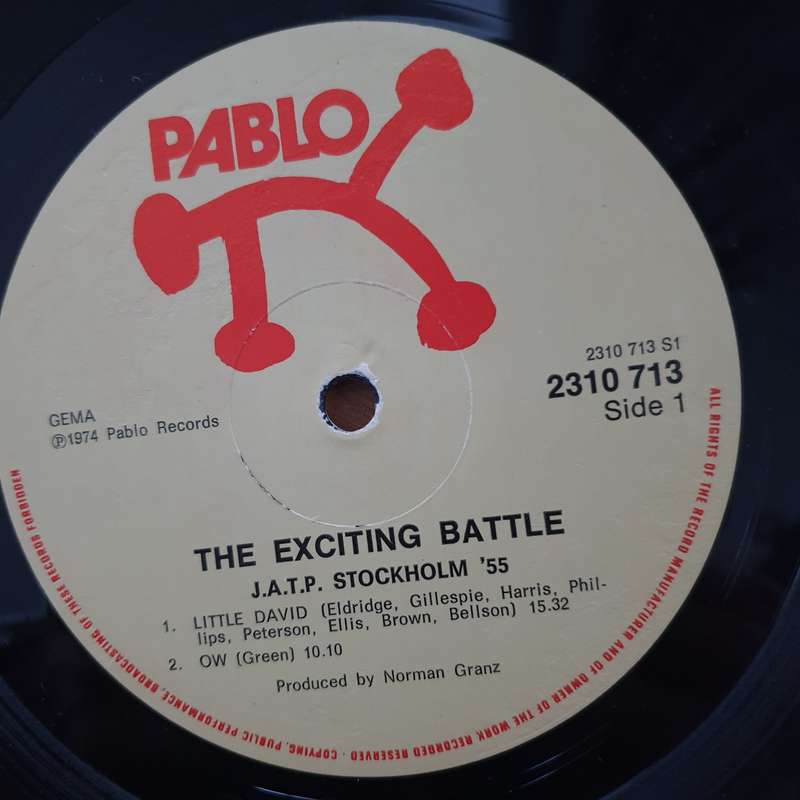 PABLO
2310 713 S1
2310 713
Side 1
GEMA
℗1974 Pablo Records
THE EXCITING BATTLE
J.A.T.P. STOCKHOLM '55
1. LITTLE DAVID (Eldridge, Gillespie, Harris, Phil-
lips, Peterson, Ellis, Brown, Bellson) 15.32
2. OW (Green) 10.10
Produced by Norman Granz
ALL RIGHTS OF THE RECORD MANUFACTURER AND OF OWNER OF THE WORK RECORDED RESERVED · COPYING, PUBLIC PERFORMANCE, BROADCASTING OF THESE RECORDS FORBIDDEN